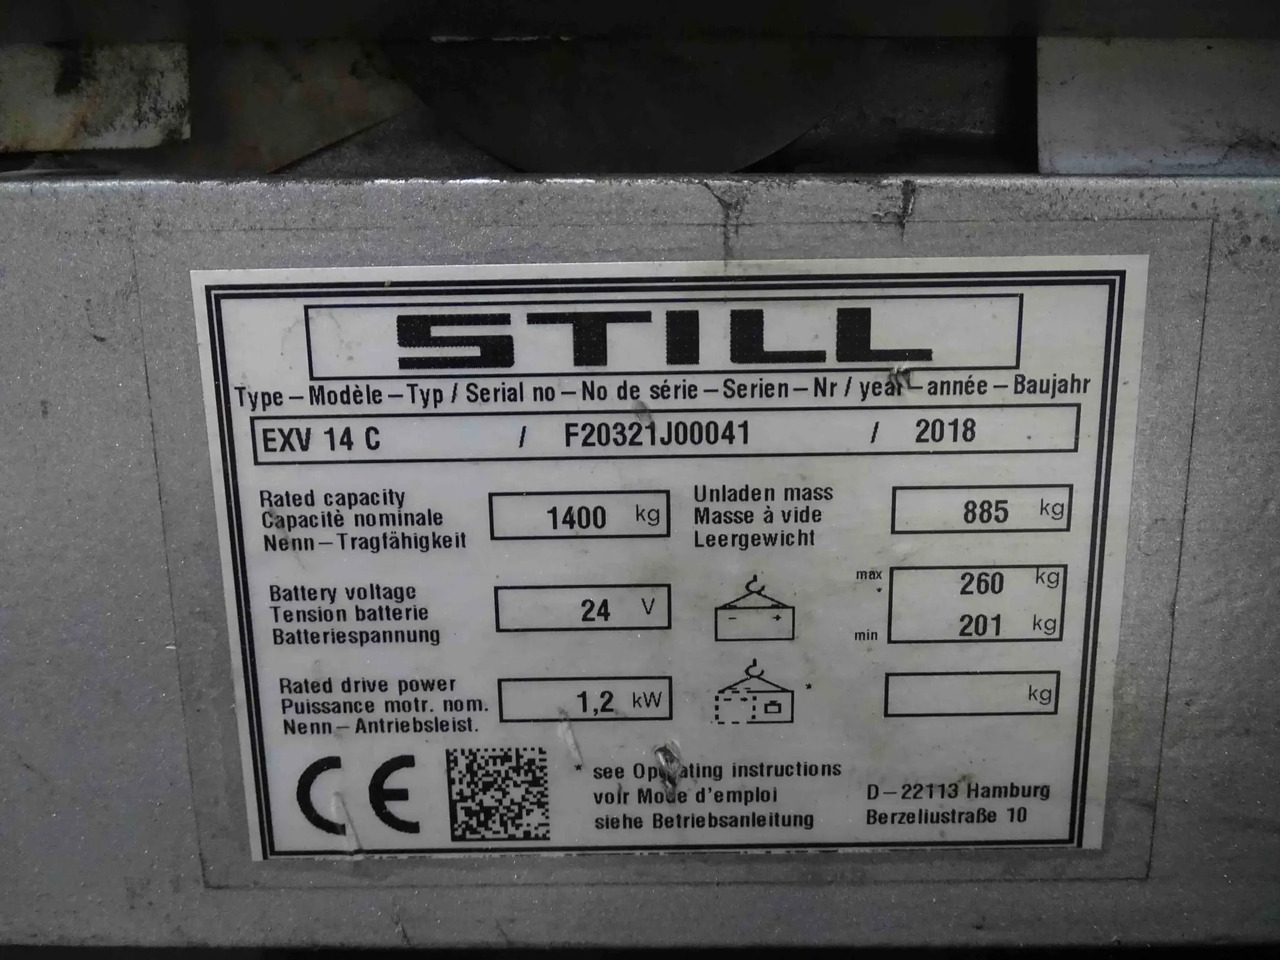 STILL
Type – Modèle – Typ / Serial no – No de série – Serien – Nr / year – année – Baujahr
EXV 14 C / F20321J00041 / 2018
Rated capacity
Capacitè nominale
Nenn – Tragfähigkeit
1400 kg
Unladen mass
Masse à vide
Leergewicht
885 kg
Battery voltage
Tension batterie
Batteriespannung
24 V
- +
max
*
min
260 kg
201 kg
Rated drive power
Puissance motr. nom.
Nenn – Antriebsleist.
1,2 kW
*
kg
CE
* see Operating instructions
voir Mode d'emploi
siehe Betriebsanleitung
D – 22113 Hamburg
Berzeliustraße 10